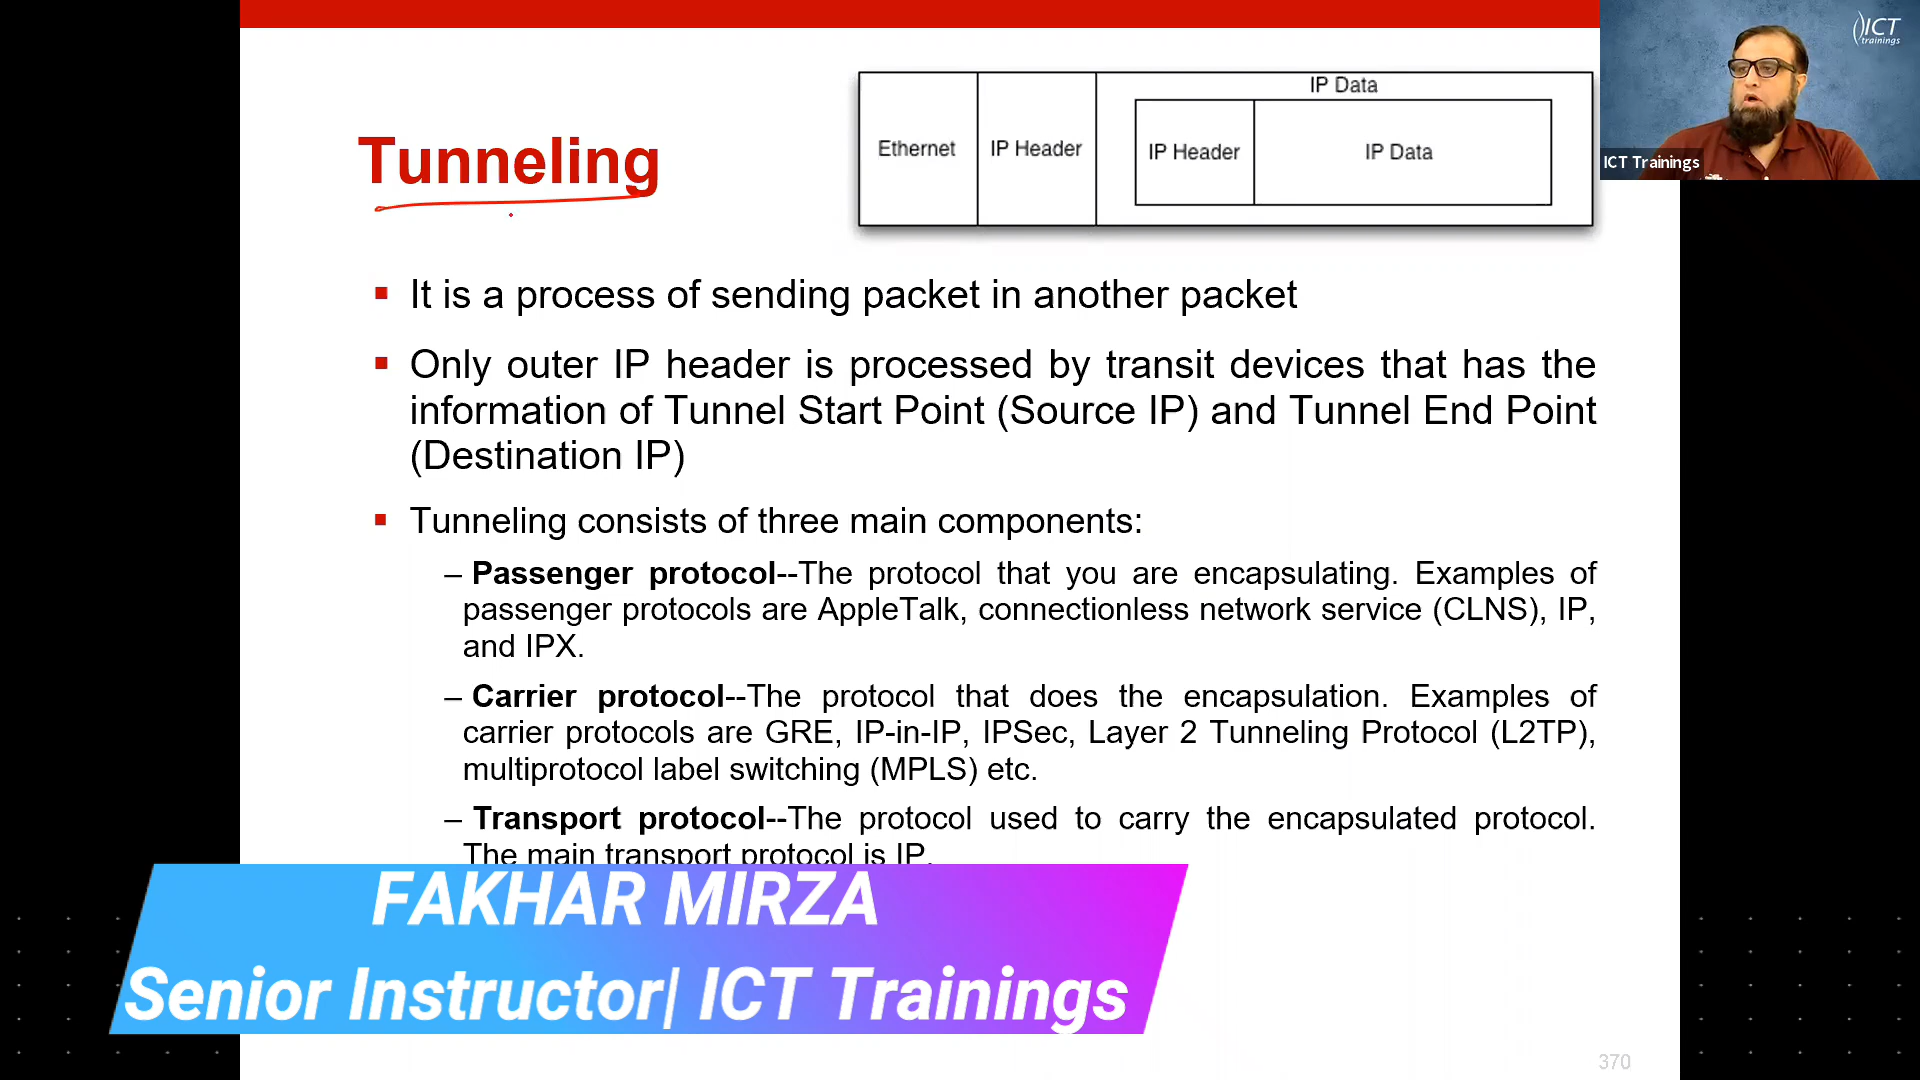 ICT
trainings
ICT Trainings
IP Data
Ethernet
IP Header
IP Header
IP Data
Tunneling
It is a process of sending packet in another packet
Only outer IP header is processed by transit devices that has the
information of Tunnel Start Point (Source IP) and Tunnel End Point
(Destination IP)
Tunneling consists of three main components:
– Passenger protocol--The protocol that you are encapsulating. Examples of
passenger protocols are AppleTalk, connectionless network service (CLNS), IP,
and IPX.
– Carrier protocol--The protocol that does the encapsulation. Examples of
carrier protocols are GRE, IP-in-IP, IPSec, Layer 2 Tunneling Protocol (L2TP),
multiprotocol label switching (MPLS) etc.
– Transport protocol--The protocol used to carry the encapsulated protocol.
The main transport protocol is IP.
FAKHAR MIRZA
Senior Instructor| ICT Trainings
370